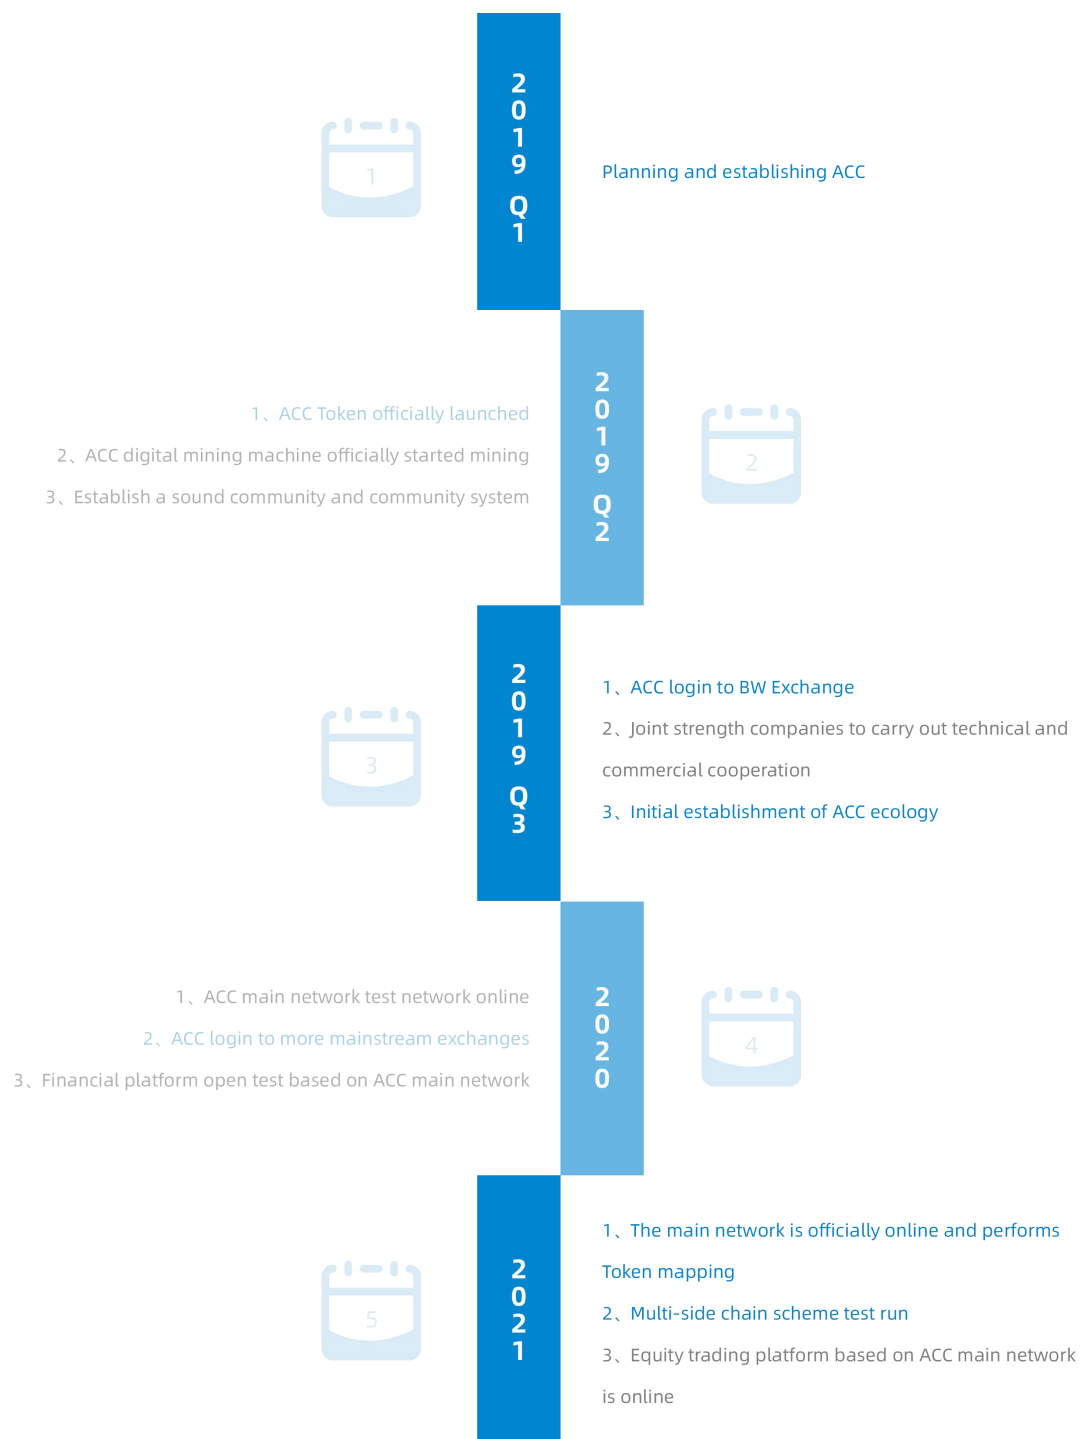 1
2019 Q1
Planning and establishing ACC
1、ACC Token officially launched
2、ACC digital mining machine officially started mining
3、Establish a sound community and community system
2019 Q2
2
3
2019 Q3
1、ACC login to BW Exchange
2、Joint strength companies to carry out technical and
commercial cooperation
3、Initial establishment of ACC ecology
1、ACC main network test network online
2、ACC login to more mainstream exchanges
3、Financial platform open test based on ACC main network
2020
4
5
2021
1、The main network is officially online and performs
Token mapping
2、Multi-side chain scheme test run
3、Equity trading platform based on ACC main network
is online